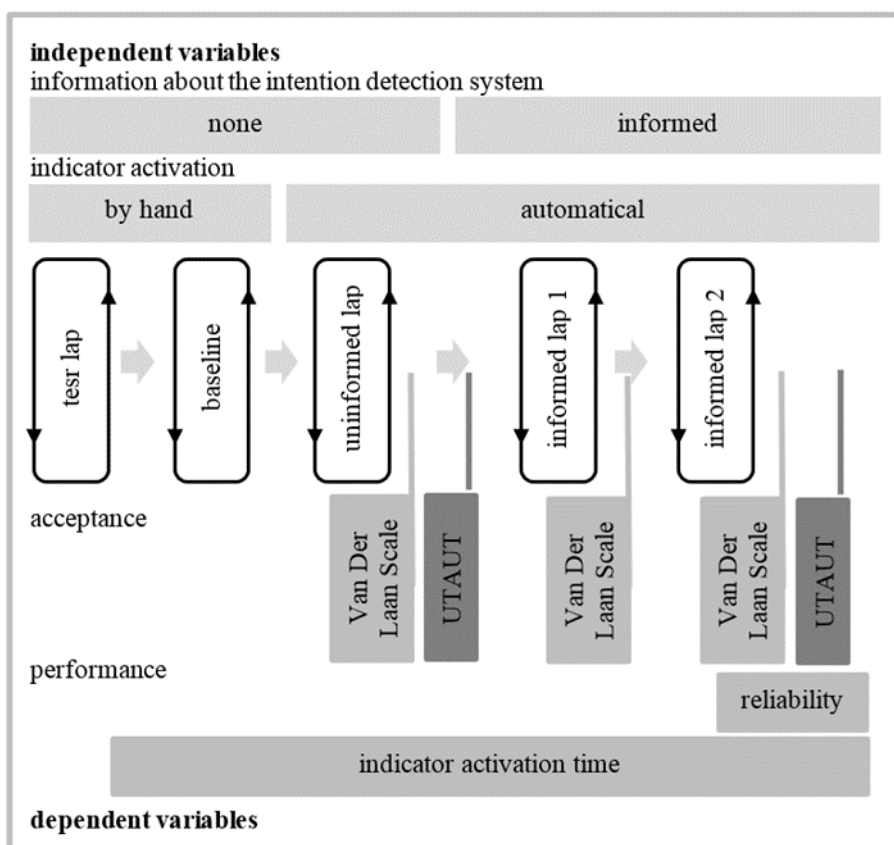 independent variables
information about the intention detection system
none
informed
indicator activation
by hand
automatical
tesr lap
baseline
uninformed lap
informed lap 1
informed lap 2
acceptance
Van Der
Laan Scale
UTAUT
Van Der
Laan Scale
Van Der
Laan Scale
UTAUT
performance
reliability
indicator activation time
dependent variables